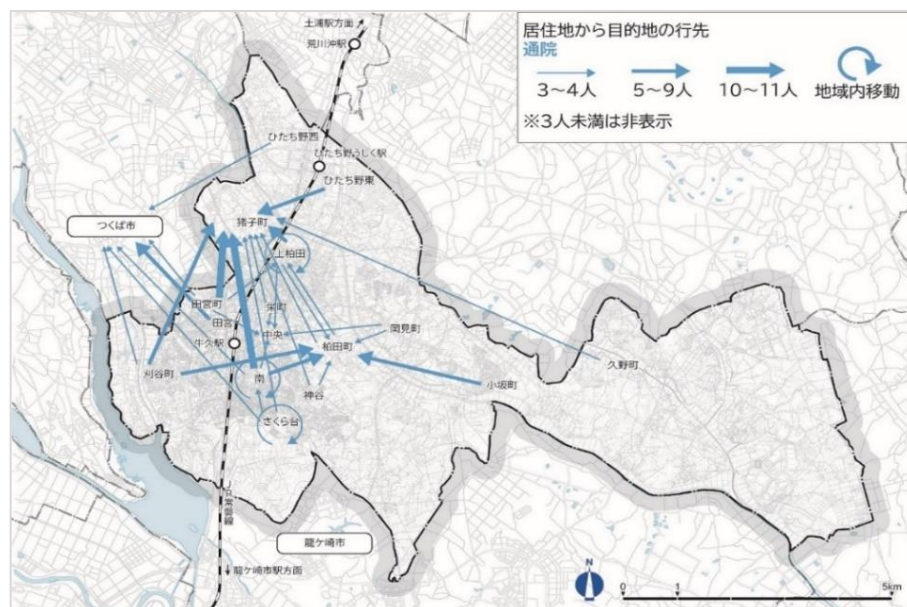 居住地から目的地の行先
通院
3～4人
5～9人
10～11人
地域内移動
※3人未満は非表示
土浦駅方面
荒川沖駅
ひたち野西
ひたち野うしく駅
ひたち野東
つくば市
猪子町
上柏田
田宮町
栄町
田宮
中央
岡見町
牛久駅
柏田町
久野町
刈谷町
南
神谷
小坂町
さくら台
JR常磐線
龍ケ崎市
龍ケ崎市駅方面
N
0
1
5km